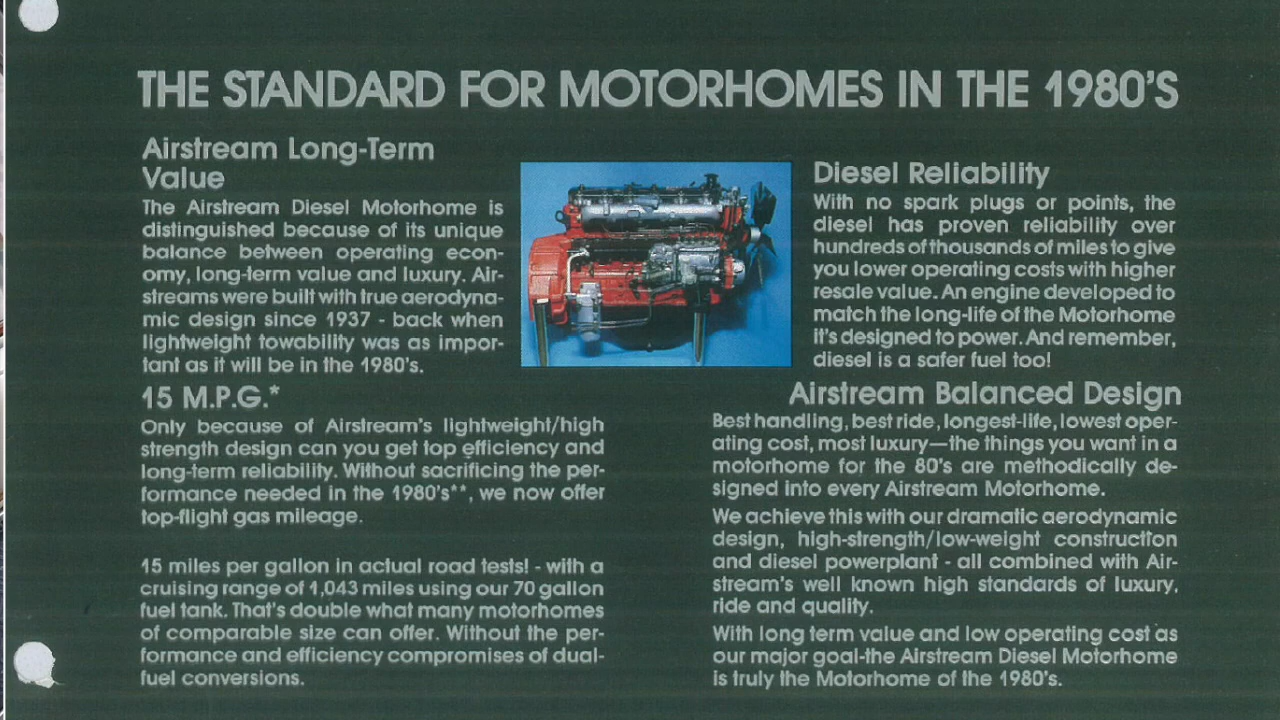 THE STANDARD FOR MOTORHOMES IN THE 1980'S
Airstream Long-Term
Value
The Airstream Diesel Motorhome is
distinguished because of its unique
balance between operating econ-
omy, long-term value and luxury. Air-
streams were built with true aerodyna-
mic design since 1937 - back when
lightweight towability was as impor-
tant as it will be in the 1980's.
15 M.P.G.*
Only because of Airstream's lightweight/high
strength design can you get top efficiency and
long-term reliability. Without sacrificing the per-
formance needed in the 1980's**, we now offer
top-flight gas mileage.
15 miles per gallon in actual road tests! - with a
cruising range of 1,043 miles using our 70 gallon
fuel tank. That's double what many motorhomes
of comparable size can offer. Without the per-
formance and efficiency compromises of dual-
fuel conversions.
Diesel Reliability
With no spark plugs or points, the
diesel has proven reliability over
hundreds of thousands of miles to give
you lower operating costs with higher
resale value. An engine developed to
match the long-life of the Motorhome
it's designed to power. And remember,
diesel is a safer fuel too!
Airstream Balanced Design
Best handling, best ride, longest-life, lowest oper-
ating cost, most luxury—the things you want in a
motorhome for the 80's are methodically de-
signed into every Airstream Motorhome.
We achieve this with our dramatic aerodynamic
design, high-strength/low-weight construction
and diesel powerplant - all combined with Air-
stream's well known high standards of luxury,
ride and quality.
With long term value and low operating cost as
our major goal-the Airstream Diesel Motorhome
is truly the Motorhome of the 1980's.